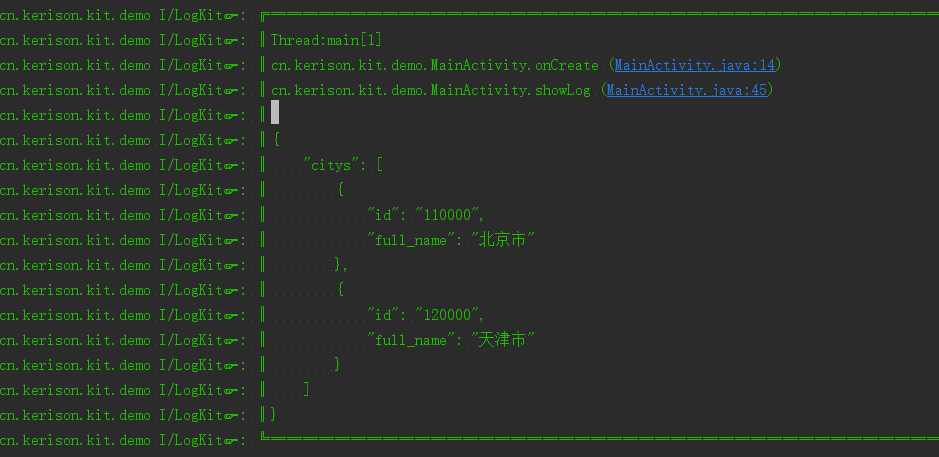 cn.kerison.kit.demo I/LogKit☛: ╔══════════════════════════════════════════
cn.kerison.kit.demo I/LogKit☛: ║Thread:main[1]
cn.kerison.kit.demo I/LogKit☛: ║cn.kerison.kit.demo.MainActivity.onCreate (MainActivity.java:14)
cn.kerison.kit.demo I/LogKit☛: ║cn.kerison.kit.demo.MainActivity.showLog (MainActivity.java:45)
cn.kerison.kit.demo I/LogKit☛: ║
cn.kerison.kit.demo I/LogKit☛: ║{
cn.kerison.kit.demo I/LogKit☛: ║    "citys": [
cn.kerison.kit.demo I/LogKit☛: ║        {
cn.kerison.kit.demo I/LogKit☛: ║            "id": "110000",
cn.kerison.kit.demo I/LogKit☛: ║            "full_name": "北京市"
cn.kerison.kit.demo I/LogKit☛: ║        },
cn.kerison.kit.demo I/LogKit☛: ║        {
cn.kerison.kit.demo I/LogKit☛: ║            "id": "120000",
cn.kerison.kit.demo I/LogKit☛: ║            "full_name": "天津市"
cn.kerison.kit.demo I/LogKit☛: ║        }
cn.kerison.kit.demo I/LogKit☛: ║    ]
cn.kerison.kit.demo I/LogKit☛: ║}
cn.kerison.kit.demo I/LogKit☛: ╚══════════════════════════════════════════